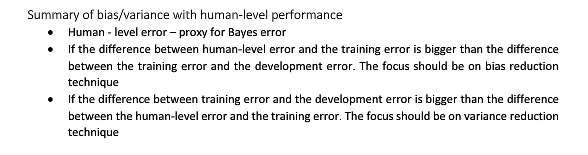 Summary of bias/variance with human-level performance
• Human - level error – proxy for Bayes error
• If the difference between human-level error and the training error is bigger than the difference
between the training error and the development error. The focus should be on bias reduction
technique
• If the difference between training error and the development error is bigger than the difference
between the human-level error and the training error. The focus should be on variance reduction
technique